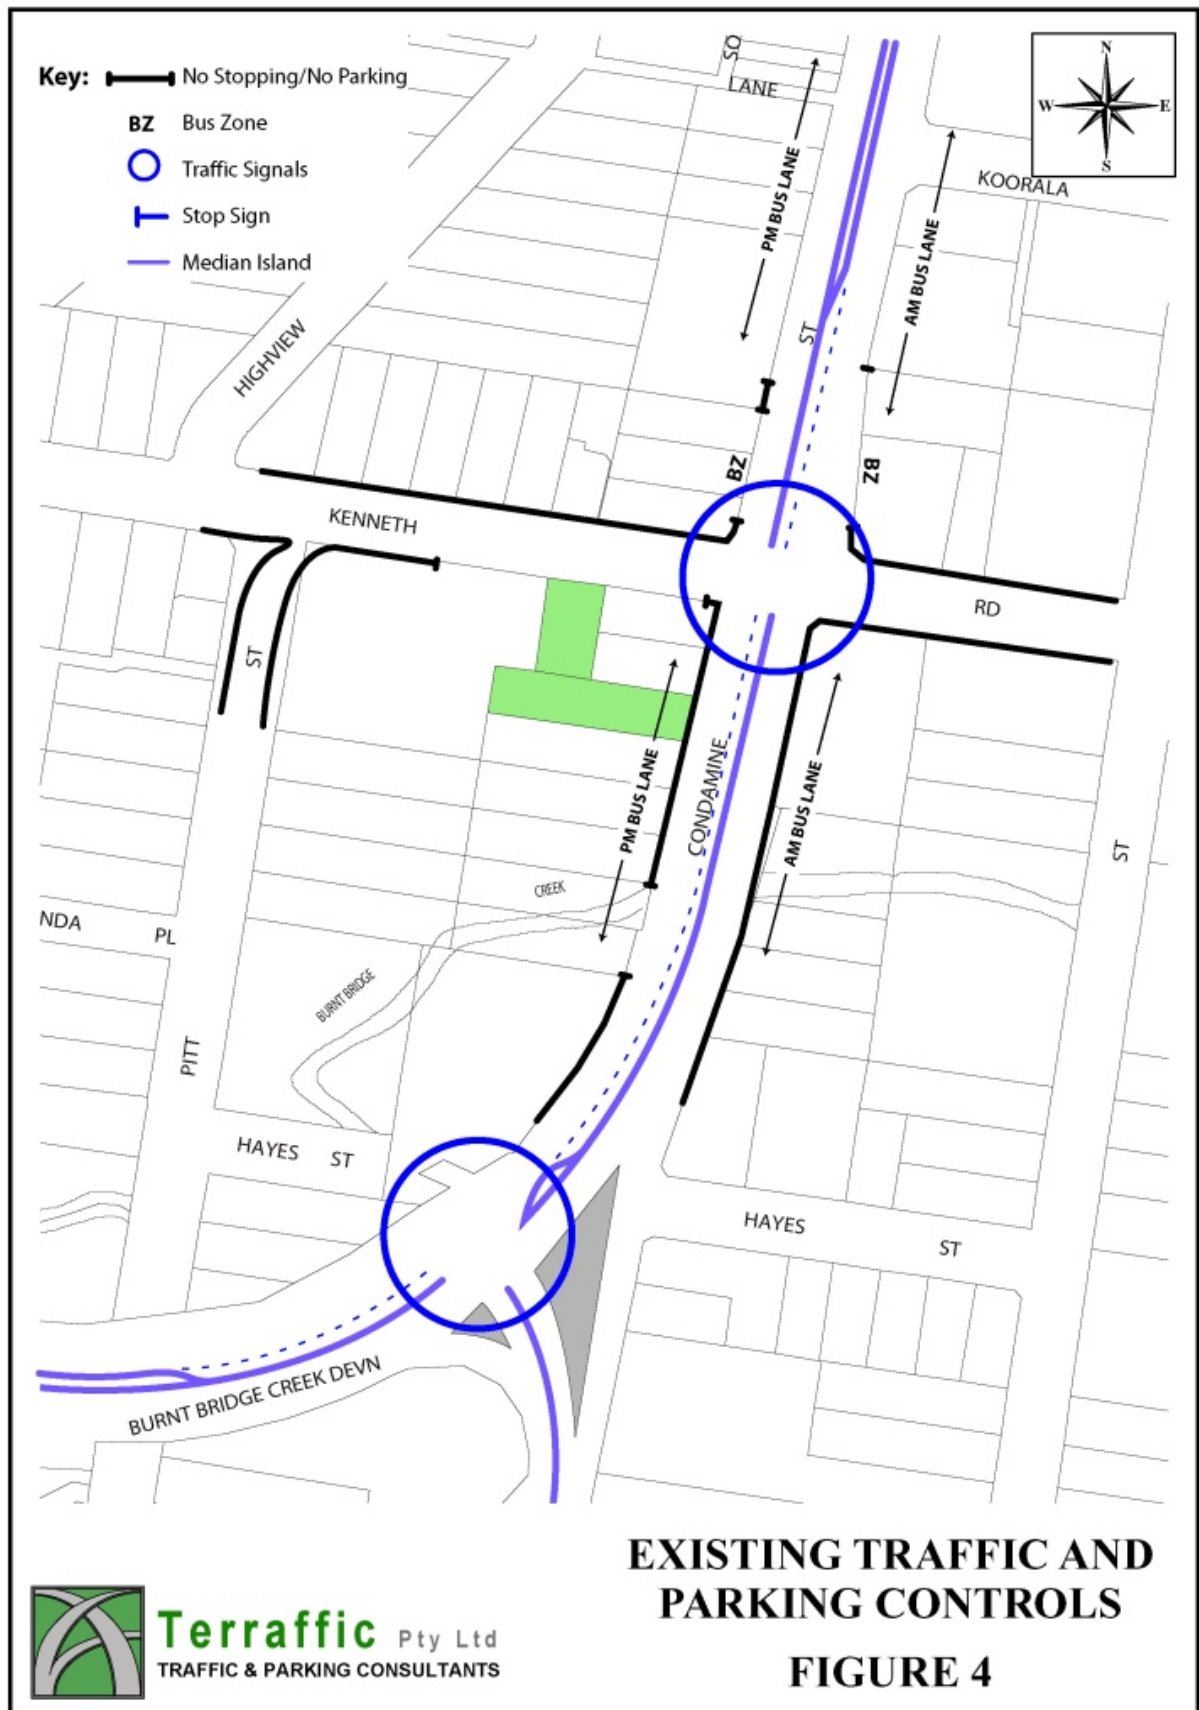 Key: No Stopping/No Parking
BZ Bus Zone
Traffic Signals
Stop Sign
Median Island
N
W E
S
SO
LANE
KOORALA
PM BUS LANE
AM BUS LANE
ST
HIGHVIEW
BZ
BZ
KENNETH
RD
ST
PM BUS LANE
CONDAMINE
AM BUS LANE
ST
CREEK
NDA PL
BURNT BRIDGE
PITT
HAYES ST
HAYES ST
BURNT BRIDGE CREEK DEVN
EXISTING TRAFFIC AND
PARKING CONTROLS
FIGURE 4
Terraffic Pty Ltd
TRAFFIC & PARKING CONSULTANTS